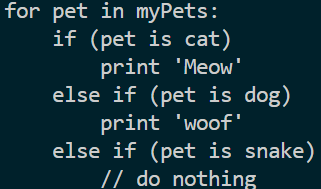 for pet in myPets:
    if (pet is cat)
        print 'Meow'
    else if (pet is dog)
        print 'woof'
    else if (pet is snake)
        // do nothing